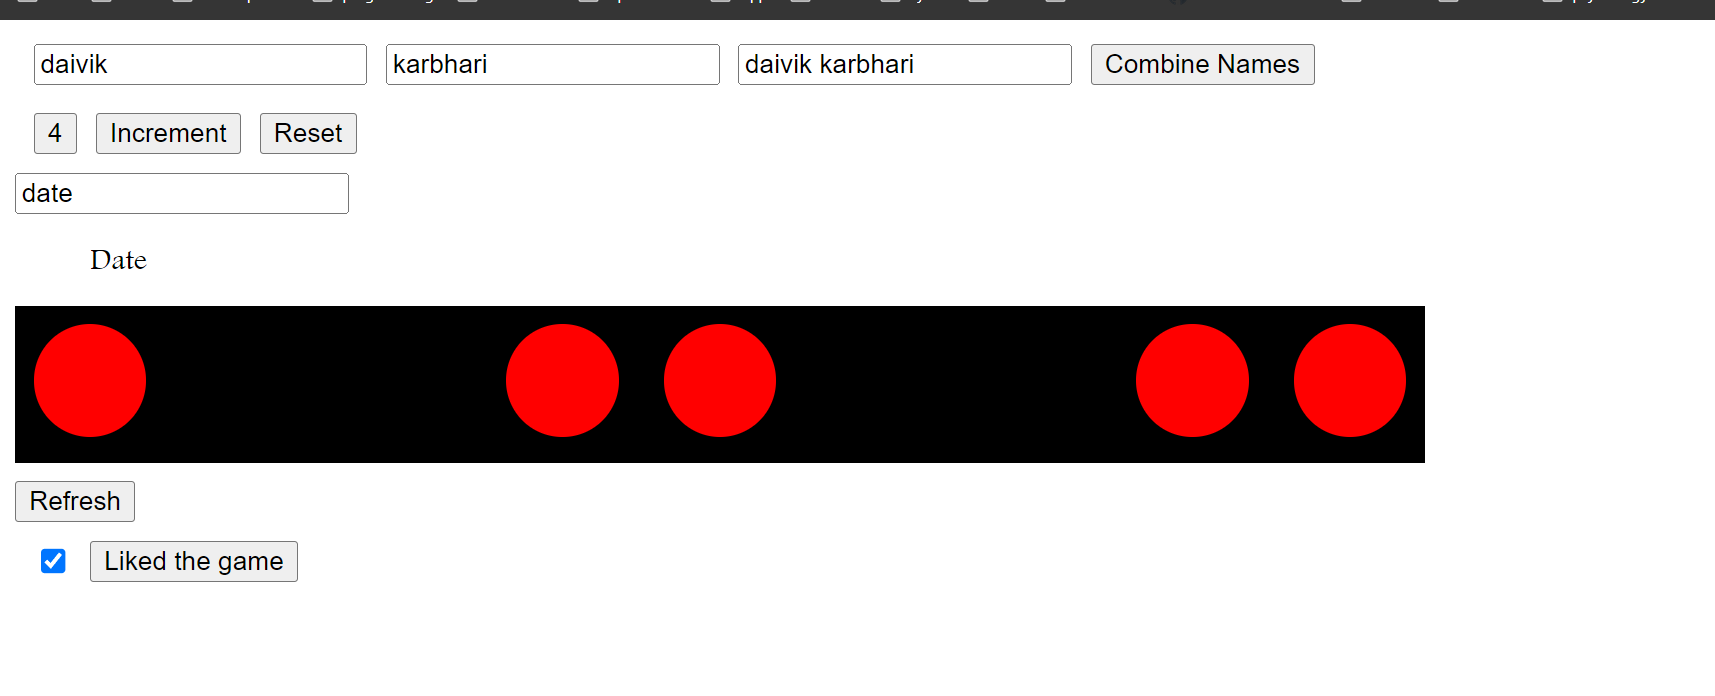 daivik karbhari daivik karbhari Combine Names
4 Increment Reset
date
Date
Refresh
Liked the game